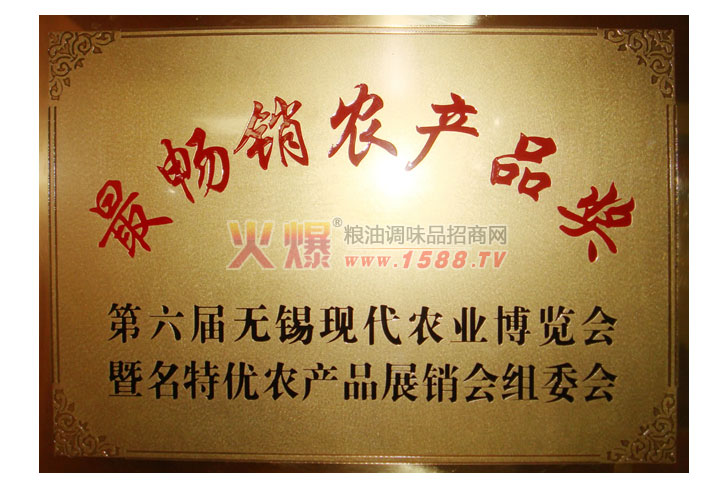 最畅销农产品奖
火爆®粮油调味品招商网
www.1588.TV
第六届无锡现代农业博览会
暨名特优农产品展销会组委会